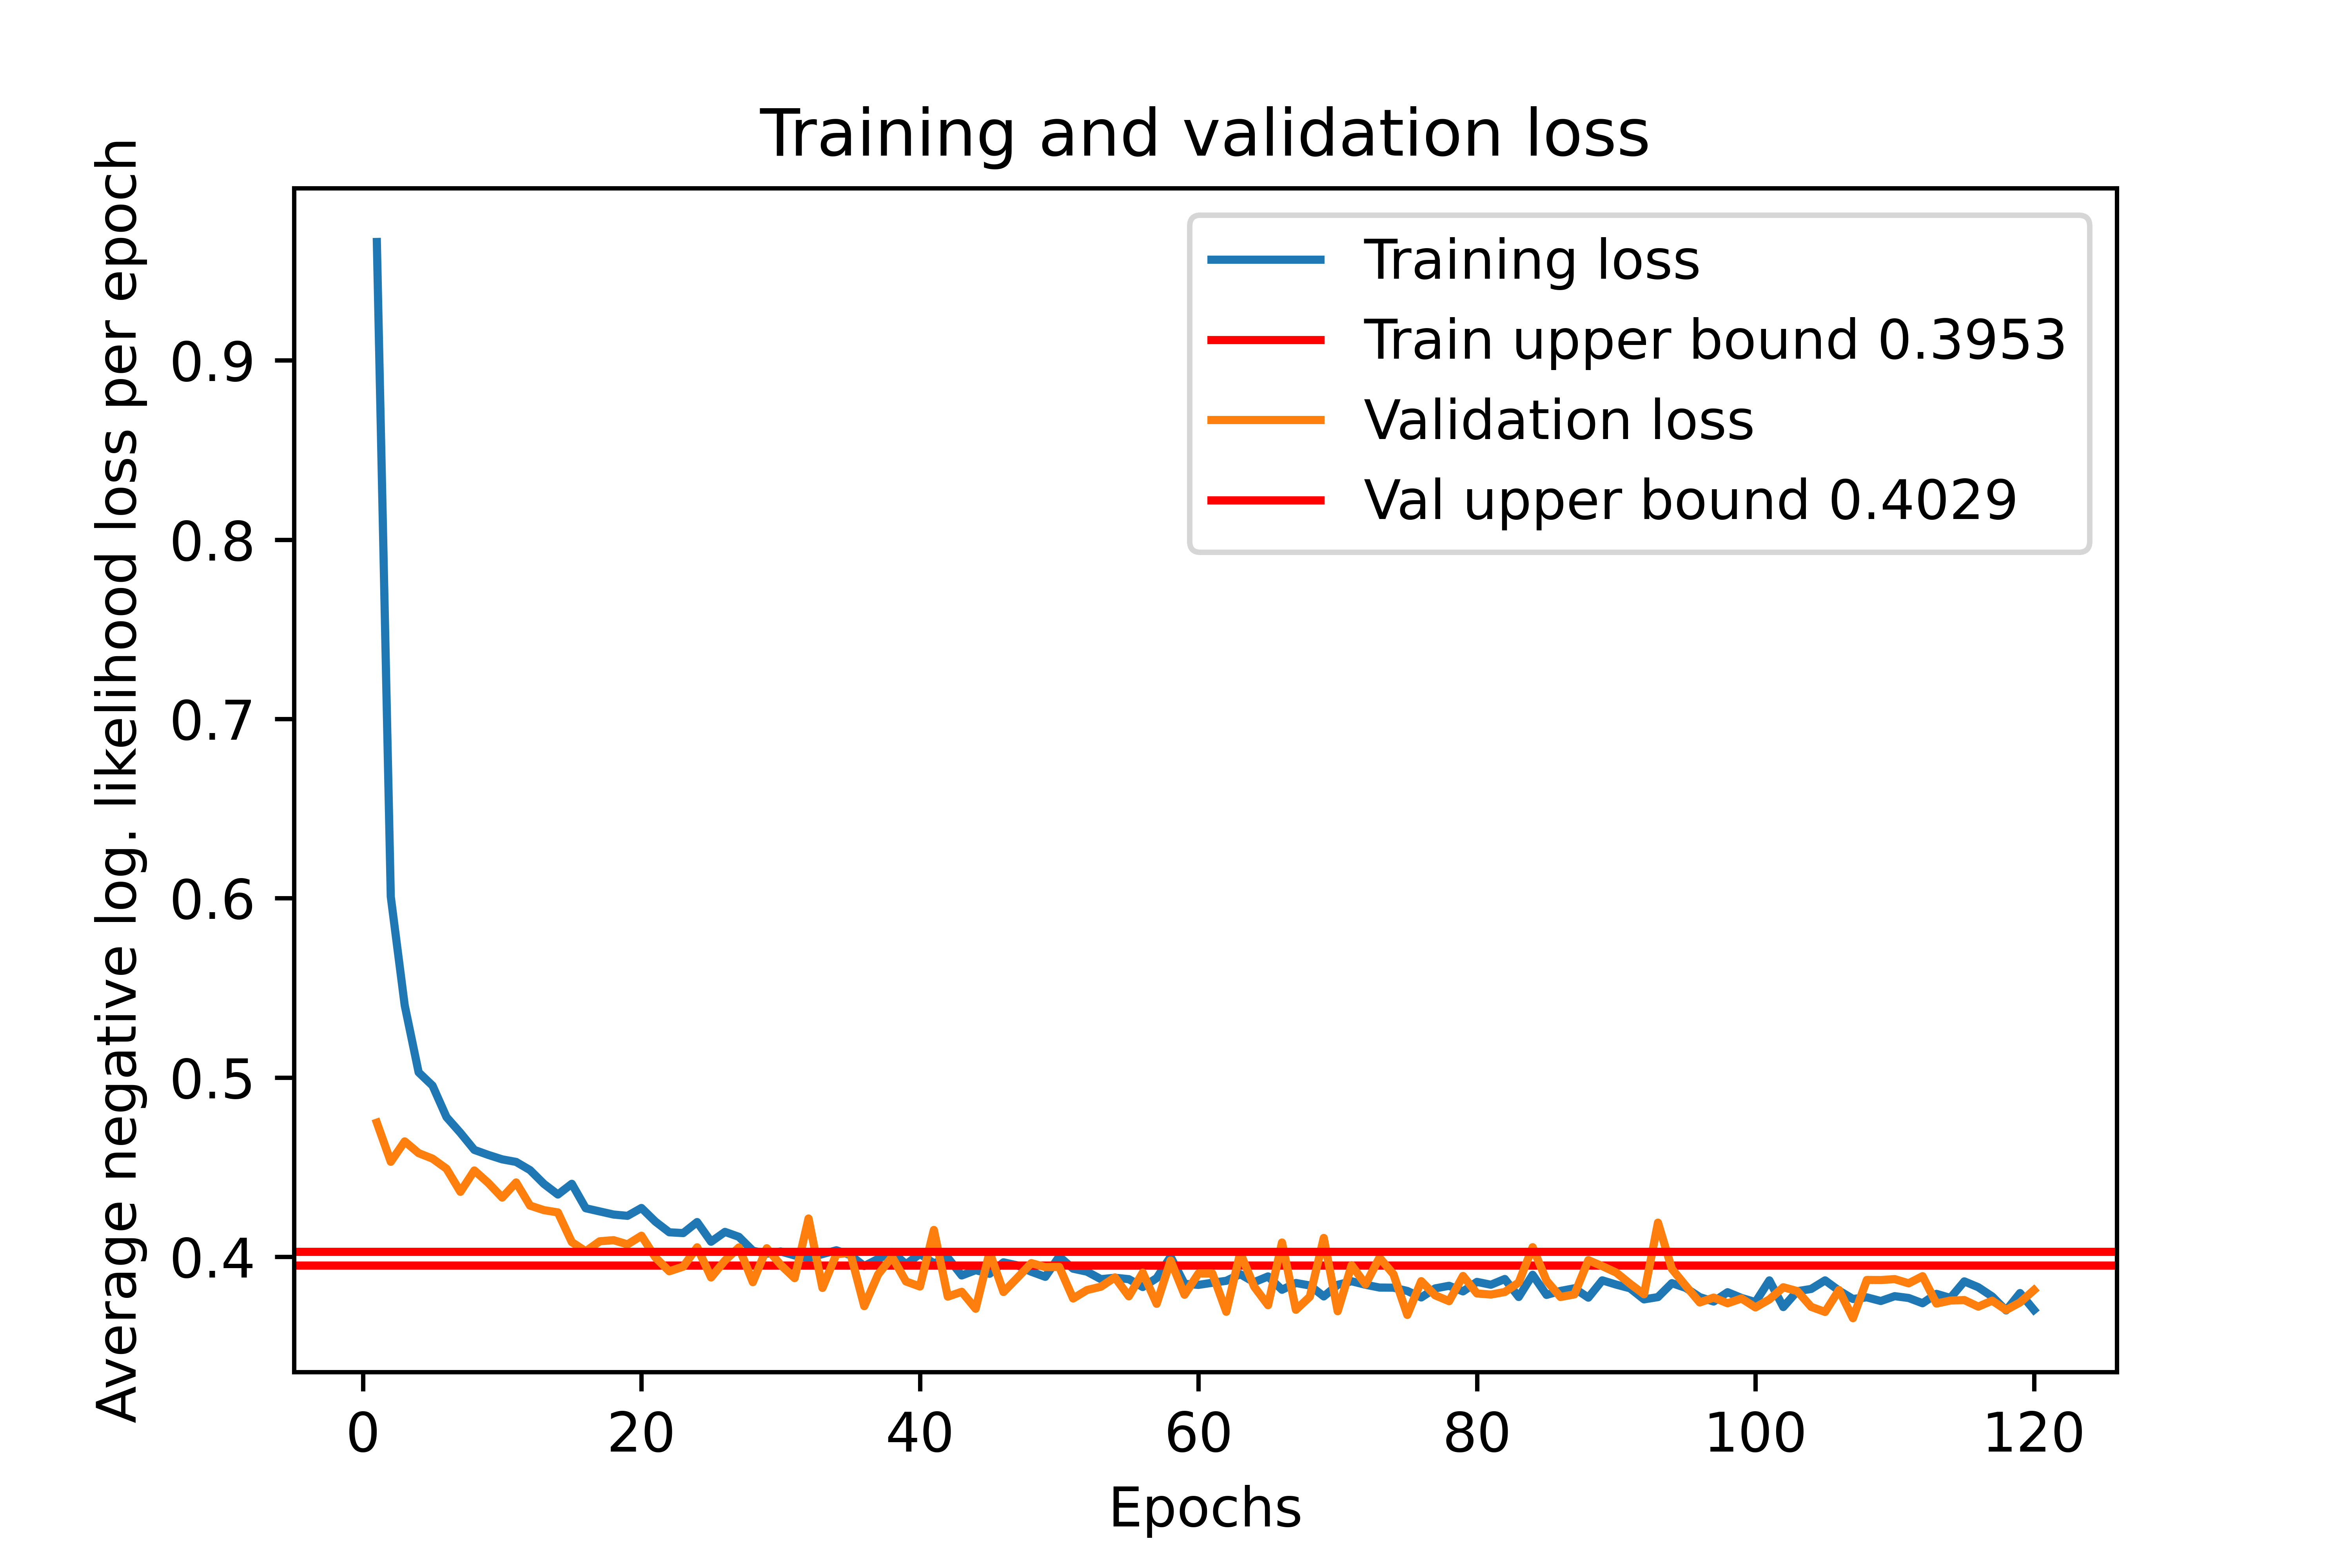 Training and validation loss
Average negative log. likelihood loss per epoch
0.9
0.8
0.7
0.6
0.5
0.4
Training loss
Train upper bound 0.3953
Validation loss
Val upper bound 0.4029
0 20 40 60 80 100 120
Epochs